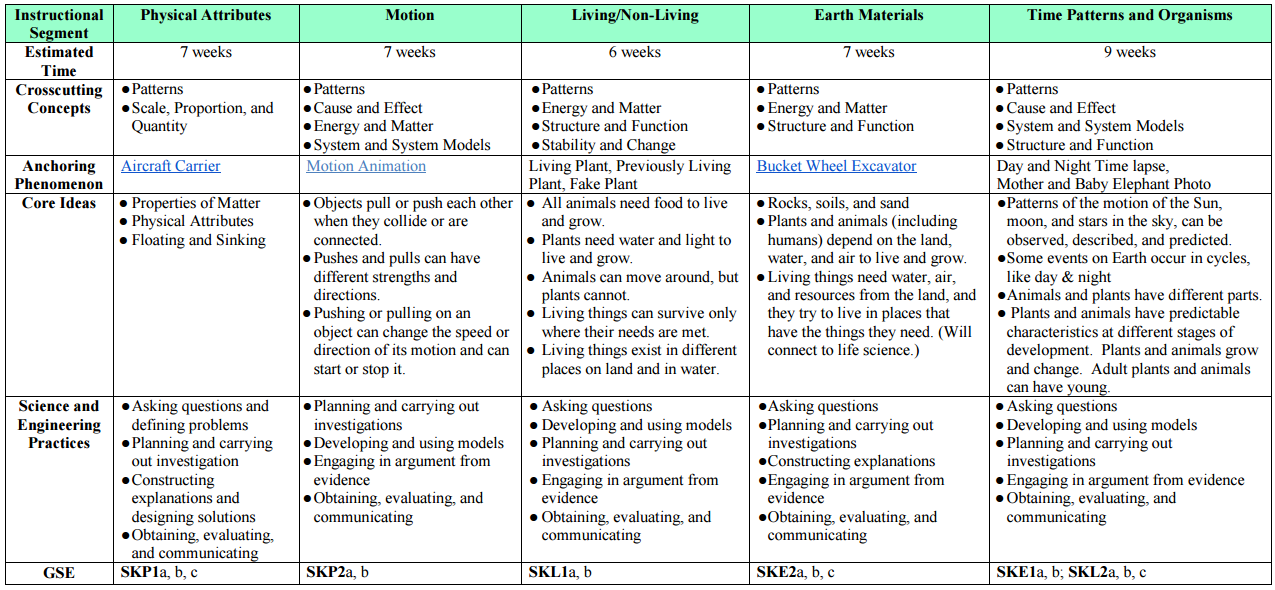 Instructional Segment
Physical Attributes
Motion
Living/Non-Living
Earth Materials
Time Patterns and Organisms
Estimated
Time
7 weeks
7 weeks
6 weeks
7 weeks
9 weeks
Crosscutting
Concepts
●Patterns
●Scale, Proportion, and
Quantity
●Patterns
●Cause and Effect
●Energy and Matter
●System and System Models
●Patterns
●Energy and Matter
●Structure and Function
●Stability and Change
●Patterns
●Energy and Matter
●Structure and Function
●Patterns
●Cause and Effect
●System and System Models
●Structure and Function
Anchoring
Phenomenon
Aircraft Carrier
Motion Animation
Living Plant, Previously Living
Plant, Fake Plant
Bucket Wheel Excavator
Day and Night Time lapse,
Mother and Baby Elephant Photo
Core Ideas
●Properties of Matter
●Physical Attributes
●Floating and Sinking
●Objects pull or push each other
when they collide or are
connected.
●Pushes and pulls can have
different strengths and
directions.
●Pushing or pulling on an
object can change the speed or
direction of its motion and can
start or stop it.
● All animals need food to live
and grow.
● Plants need water and light to
live and grow.
● Animals can move around, but
plants cannot.
● Living things can survive only
where their needs are met.
● Living things exist in different
places on land and in water.
●Rocks, soils, and sand
●Plants and animals (including
humans) depend on the land,
water, and air to live and grow.
●Living things need water, air,
and resources from the land, and
they try to live in places that
have the things they need. (Will
connect to life science.)
●Patterns of the motion of the Sun,
moon, and stars in the sky, can be
observed, described, and predicted.
●Some events on Earth occur in cycles,
like day & night
●Animals and plants have different parts.
● Plants and animals have predictable
characteristics at different stages of
development. Plants and animals grow
and change. Adult plants and animals
can have young.
Science and
Engineering
Practices
●Asking questions and
defining problems
●Planning and carrying
out investigation
●Constructing
explanations and
designing solutions
●Obtaining, evaluating,
and communicating
●Planning and carrying out
investigations
●Developing and using models
●Engaging in argument from
evidence
●Obtaining, evaluating, and
communicating
●Asking questions
●Developing and using models
●Planning and carrying out
investigations
●Engaging in argument from
evidence
●Obtaining, evaluating, and
communicating
●Asking questions
●Planning and carrying out
investigations
●Constructing explanations
●Engaging in argument from
evidence
●Obtaining, evaluating, and
communicating
●Asking questions
●Developing and using models
●Planning and carrying out
investigations
●Engaging in argument from evidence
●Obtaining, evaluating, and
communicating
GSE
SKP1a, b, c
SKP2a, b
SKL1a, b
SKE2a, b, c
SKE1a, b; SKL2a, b, c